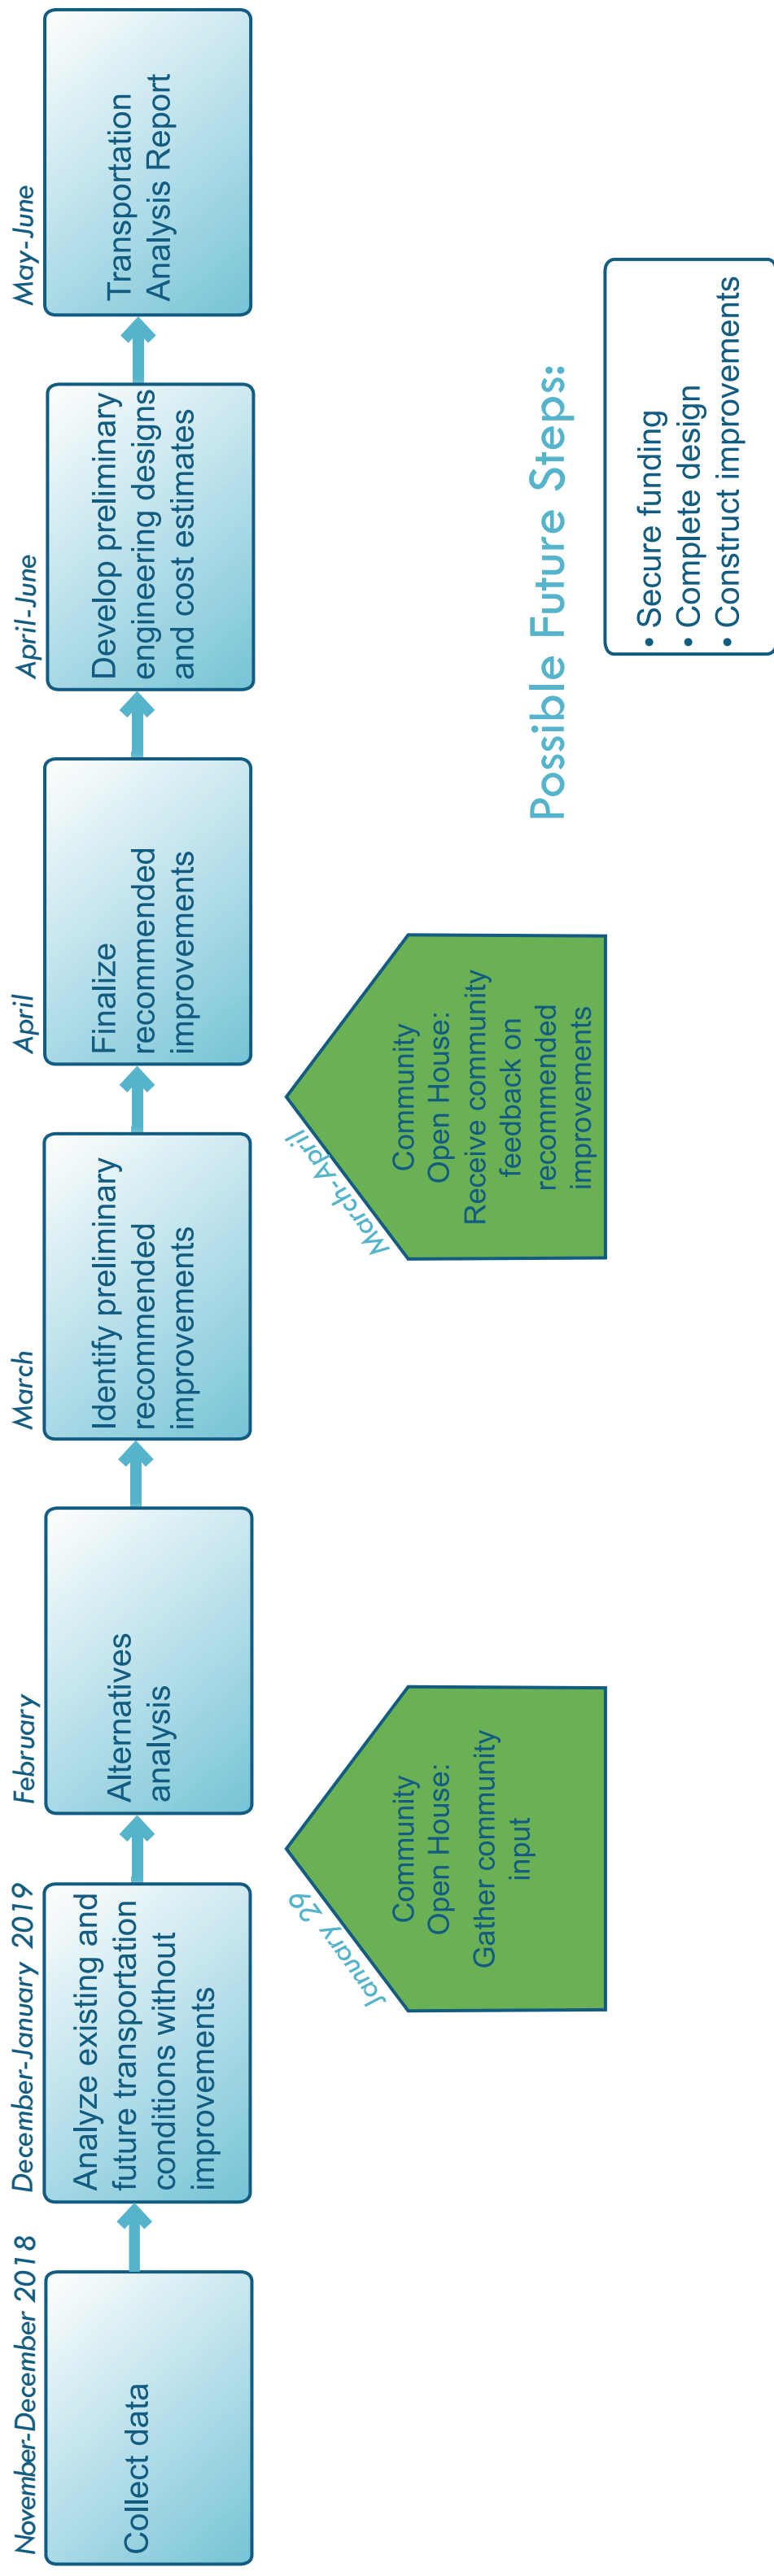 November-December 2018
Collect data
December-January 2019
Analyze existing and
future transportation
conditions without
improvements
February
Alternatives
analysis
March
Identify preliminary
recommended
improvements
April
Finalize
recommended
improvements
April-June
Develop preliminary
engineering designs
and cost estimates
May-June
Transportation
Analysis Report
January 29
Community
Open House:
Gather community
input
March-April
Community
Open House:
Receive community
feedback on
recommended
improvements
Possible Future Steps:
• Secure funding
• Complete design
• Construct improvements